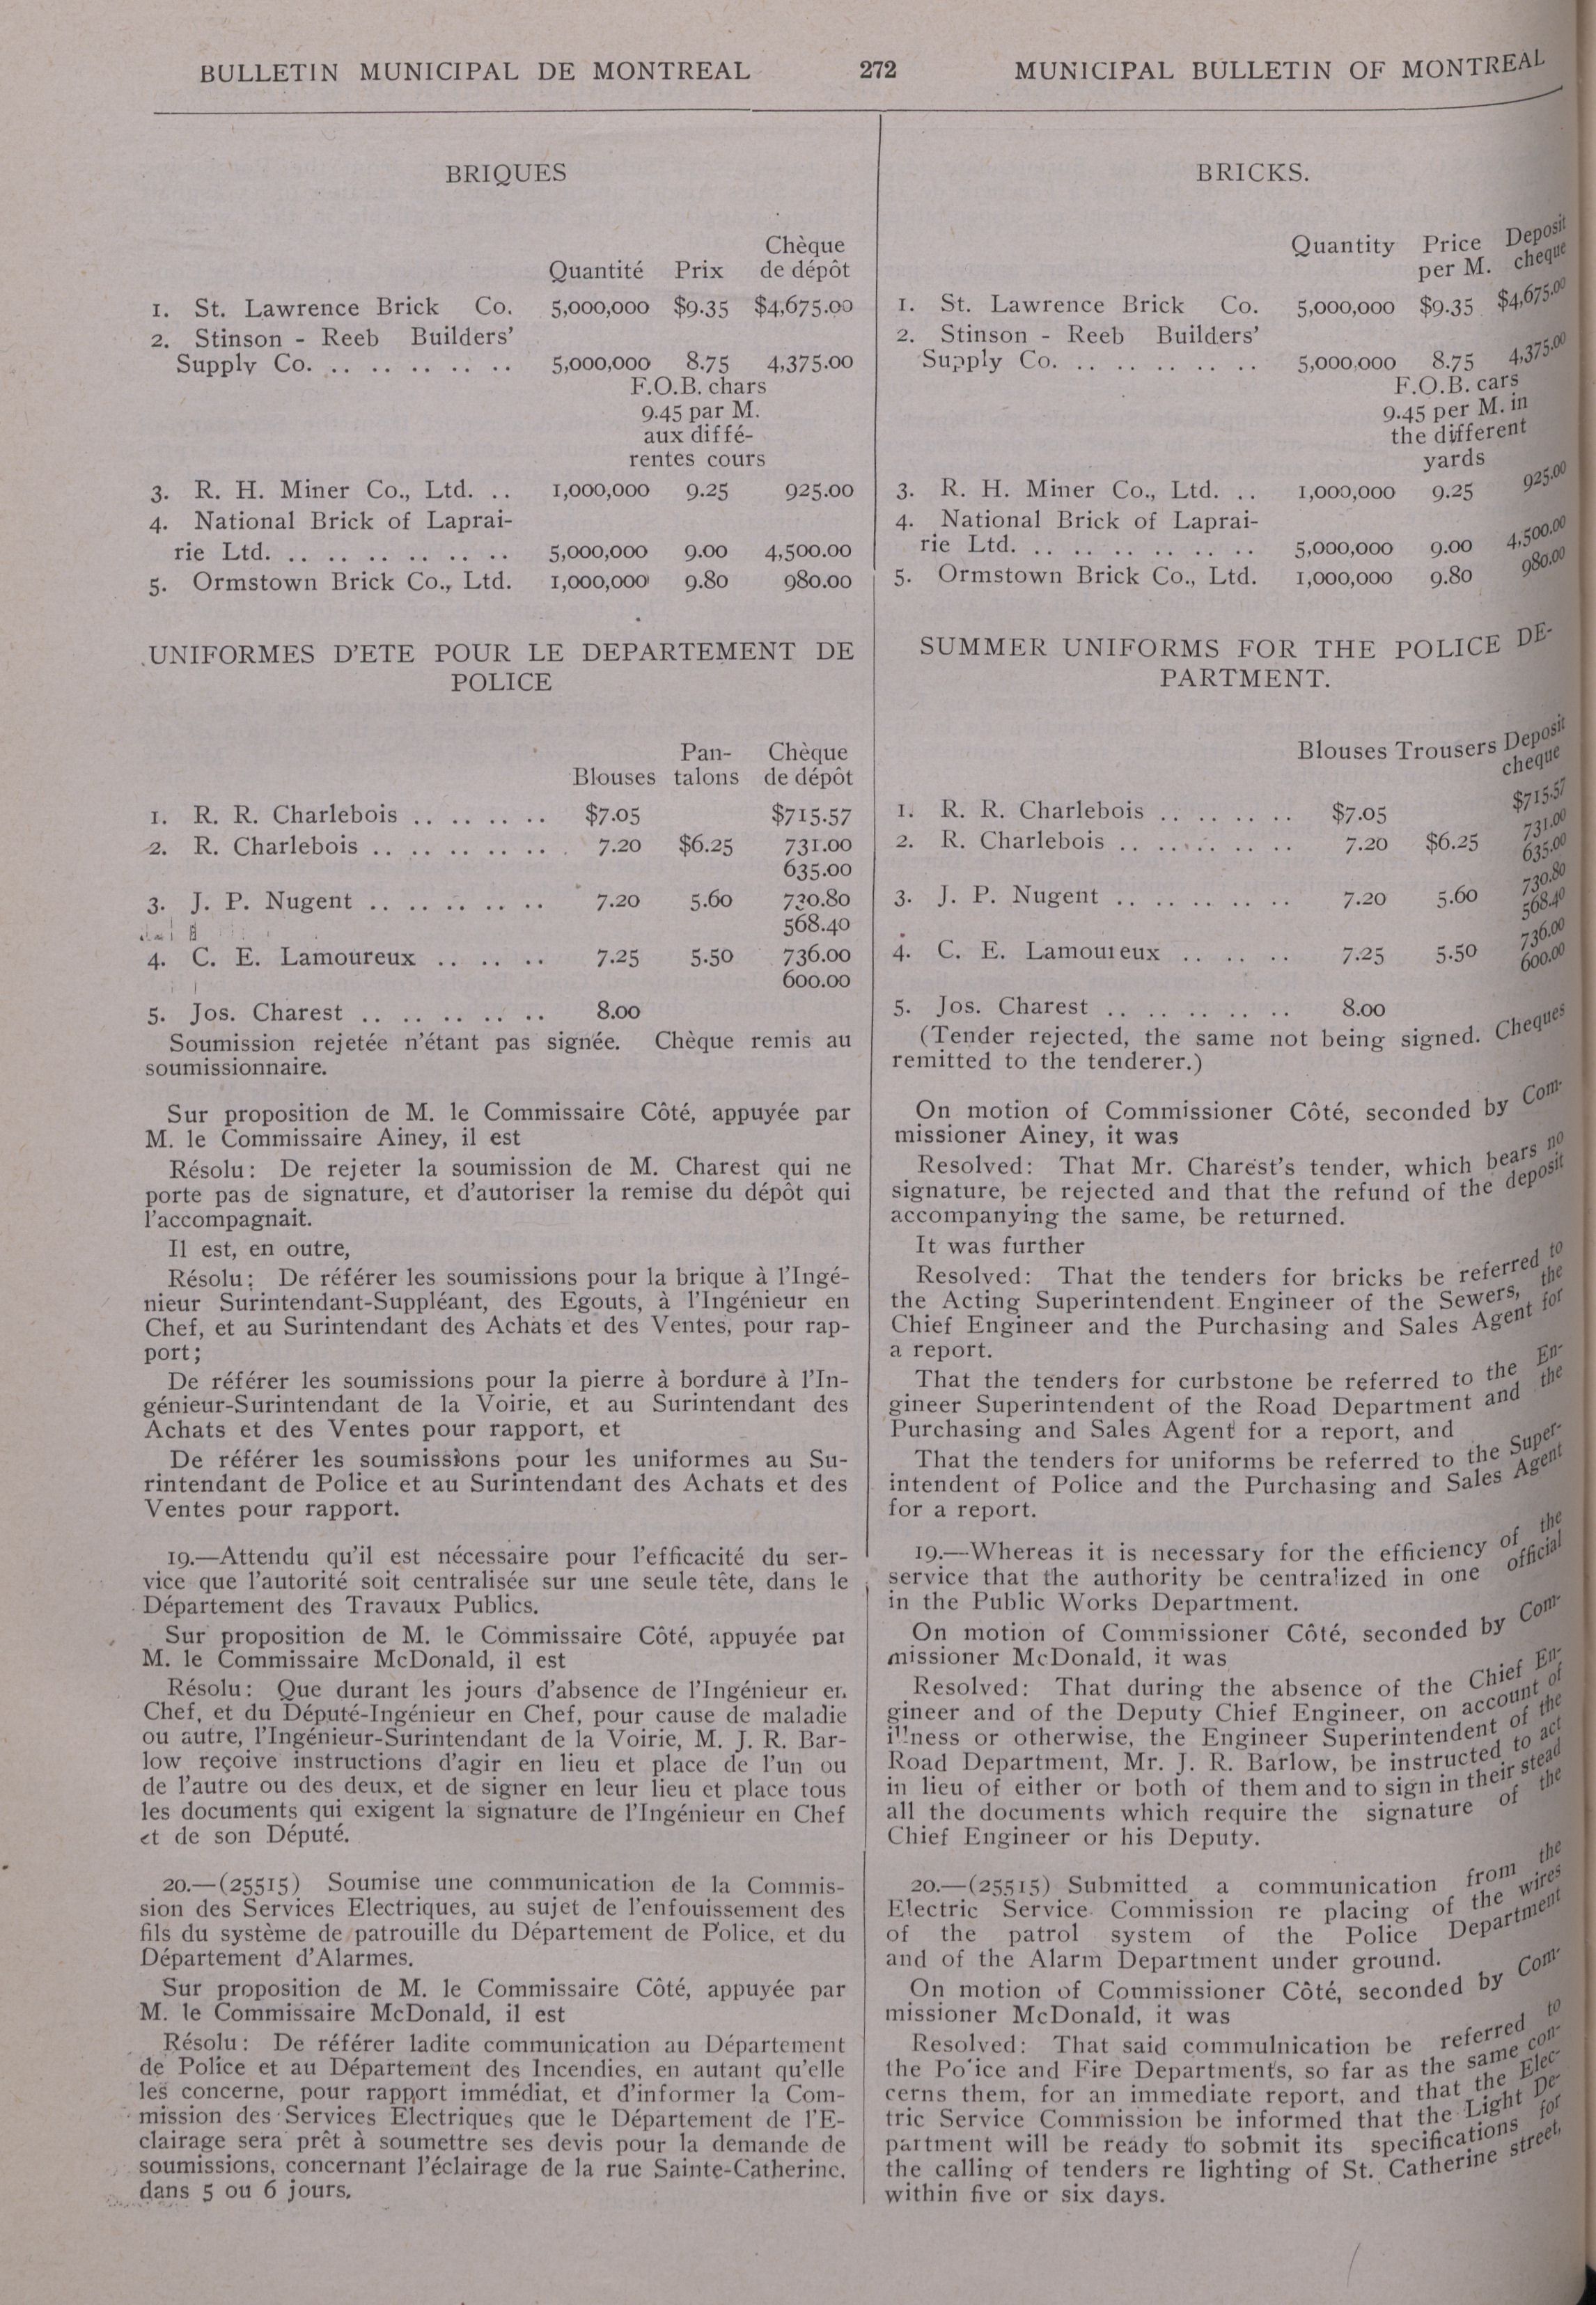 BULLETIN MUNICIPAL DE MONTREAL 272 MUNICIPAL BULLETIN OF MONTREAL
BRIQUES
Chèque
Quantité Prix de dépôt
1. St. Lawrence Brick Co. 5,000,000 $9.35 $4,675.00
2. Stinson - Reeb Builders'
Supply Co. .. .. .. .. .. 5,000,000 8.75 4,375.00
F.O.B. chars
9.45 par M.
aux diffé-
rentes cours
3. R. H. Miner Co., Ltd. .. 1,000,000 9.25 925.00
4. National Brick of Laprai-
rie Ltd. .. .. .. .. .. .. 5,000,000 9.00 4,500.00
5. Ormstown Brick Co., Ltd. 1,000,000 9.80 980.00
UNIFORMES D'ETE POUR LE DEPARTEMENT DE
POLICE
Pan- Chèque
Blouses talons de dépôt
1. R. R. Charlebois .. .. .. .. $7.05 $715.57
2. R. Charlebois .. .. .. .. .. . 7.20 $6.25 731.00
635.00
3. J. P. Nugent .. .. .. .. .. 7.20 5.60 730.80
568.40
4. C. E. Lamoureux .. .. .. 7.25 5.50 736.00
600.00
5. Jos. Charest .. .. .. .. .. 8.00
Soumission rejetée n'étant pas signée. Chèque remis au
soumissionnaire.
Sur proposition de M. le Commissaire Côté, appuyée par
M. le Commissaire Ainey, il est
Résolu: De rejeter la soumission de M. Charest qui ne
porte pas de signature, et d'autoriser la remise du dépôt qui
l'accompagnait.
Il est, en outre,
Résolu: De référer les soumissions pour la brique à l'Ingé-
nieur Surintendant-Suppléant, des Egouts, à l'Ingénieur en
Chef, et au Surintendant des Achats et des Ventes, pour rap-
port;
De référer les soumissions pour la pierre à bordure à l'In-
génieur-Surintendant de la Voirie, et au Surintendant des
Achats et des Ventes pour rapport, et
De référer les soumissions pour les uniformes au Su-
rintendant de Police et au Surintendant des Achats et des
Ventes pour rapport.
19.—Attendu qu'il est nécessaire pour l'efficacité du ser-
vice que l'autorité soit centralisée sur une seule tête, dans le
Département des Travaux Publics.
Sur proposition de M. le Commissaire Côté, appuyée par
M. le Commissaire McDonald, il est
Résolu: Que durant les jours d'absence de l'Ingénieur en
Chef, et du Député-Ingénieur en Chef, pour cause de maladie
ou autre, l'Ingénieur-Surintendant de la Voirie, M. J. R. Bar-
low reçoive instructions d'agir en lieu et place de l'un ou
de l'autre ou des deux, et de signer en leur lieu et place tous
les documents qui exigent la signature de l'Ingénieur en Chef
et de son Député.
20.—(25515) Soumise une communication de la Commis-
sion des Services Electriques, au sujet de l'enfouissement des
fils du système de patrouille du Département de Police, et du
Département d'Alarmes.
Sur proposition de M. le Commissaire Côté, appuyée par
M. le Commissaire McDonald, il est
Résolu: De référer ladite communication au Département
de Police et au Département des Incendies, en autant qu'elle
les concerne, pour rapport immédiat, et d'informer la Com-
mission des Services Electriques que le Département de l'E-
clairage sera prêt à soumettre ses devis pour la demande de
soumissions, concernant l'éclairage de la rue Sainte-Catherine,
dans 5 ou 6 jours.
BRICKS.
Quantity Price Deposit
per M. cheque
1. St. Lawrence Brick Co. 5,000,000 $9.35 $4,675.00
2. Stinson - Reeb Builders'
Supply Co. .. .. .. .. .. 5,000,000 8.75 4,375.00
F.O.B. cars
9.45 per M. in
the different
yards
3. R. H. Miner Co., Ltd. .. 1,000,000 9.25 925.00
4. National Brick of Laprai-
rie Ltd. .. .. .. .. .. .. 5,000,000 9.00 4,500.00
5. Ormstown Brick Co., Ltd. 1,000,000 9.80 980.00
SUMMER UNIFORMS FOR THE POLICE DE-
PARTMENT.
Blouses Trousers Deposit
cheque
1. R. R. Charlebois .. .. .. .. $7.05 $715.57
2. R. Charlebois .. .. .. .. .. 7.20 $6.25 731.00
635.00
3. J. P. Nugent .. .. .. .. .. 7.20 5.60 730.80
568.40
4. C. E. Lamoureux .. .. .. 7.25 5.50 736.00
600.00
5. Jos. Charest .. .. .. .. .. 8.00
(Tender rejected, the same not being signed. Cheques
remitted to the tenderer.)
On motion of Commissioner Côté, seconded by Com-
missioner Ainey, it was
Resolved: That Mr. Charest's tender, which bears no
signature, be rejected and that the refund of the deposit
accompanying the same, be returned.
It was further
Resolved: That the tenders for bricks be referred to
the Acting Superintendent Engineer of the Sewers, the
Chief Engineer and the Purchasing and Sales Agent for
a report.
That the tenders for curbstone be referred to the En-
gineer Superintendent of the Road Department and the
Purchasing and Sales Agent for a report, and
That the tenders for uniforms be referred to the Super-
intendent of Police and the Purchasing and Sales Agent
for a report.
19.—Whereas it is necessary for the efficiency of the
service that the authority be centralized in one official
in the Public Works Department.
On motion of Commissioner Côté, seconded by Com-
missioner McDonald, it was
Resolved: That during the absence of the Chief En-
gineer and of the Deputy Chief Engineer, on account of
illness or otherwise, the Engineer Superintendent of the
Road Department, Mr. J. R. Barlow, be instructed to act
in lieu of either or both of them and to sign in their stead
all the documents which require the signature of the
Chief Engineer or his Deputy.
20.—(25515) Submitted a communication from the
Electric Service Commission re placing of the wires
of the patrol system of the Police Department
and of the Alarm Department under ground.
On motion of Commissioner Côté, seconded by Com-
missioner McDonald, it was
Resolved: That said commulnication be referred to
the Police and Fire Departments, so far as the same con-
cerns them, for an immediate report, and that the Elec-
tric Service Commission be informed that the Light De-
partment will be ready to sobmit its specifications for
the calling of tenders re lighting of St. Catherine street,
within five or six days.